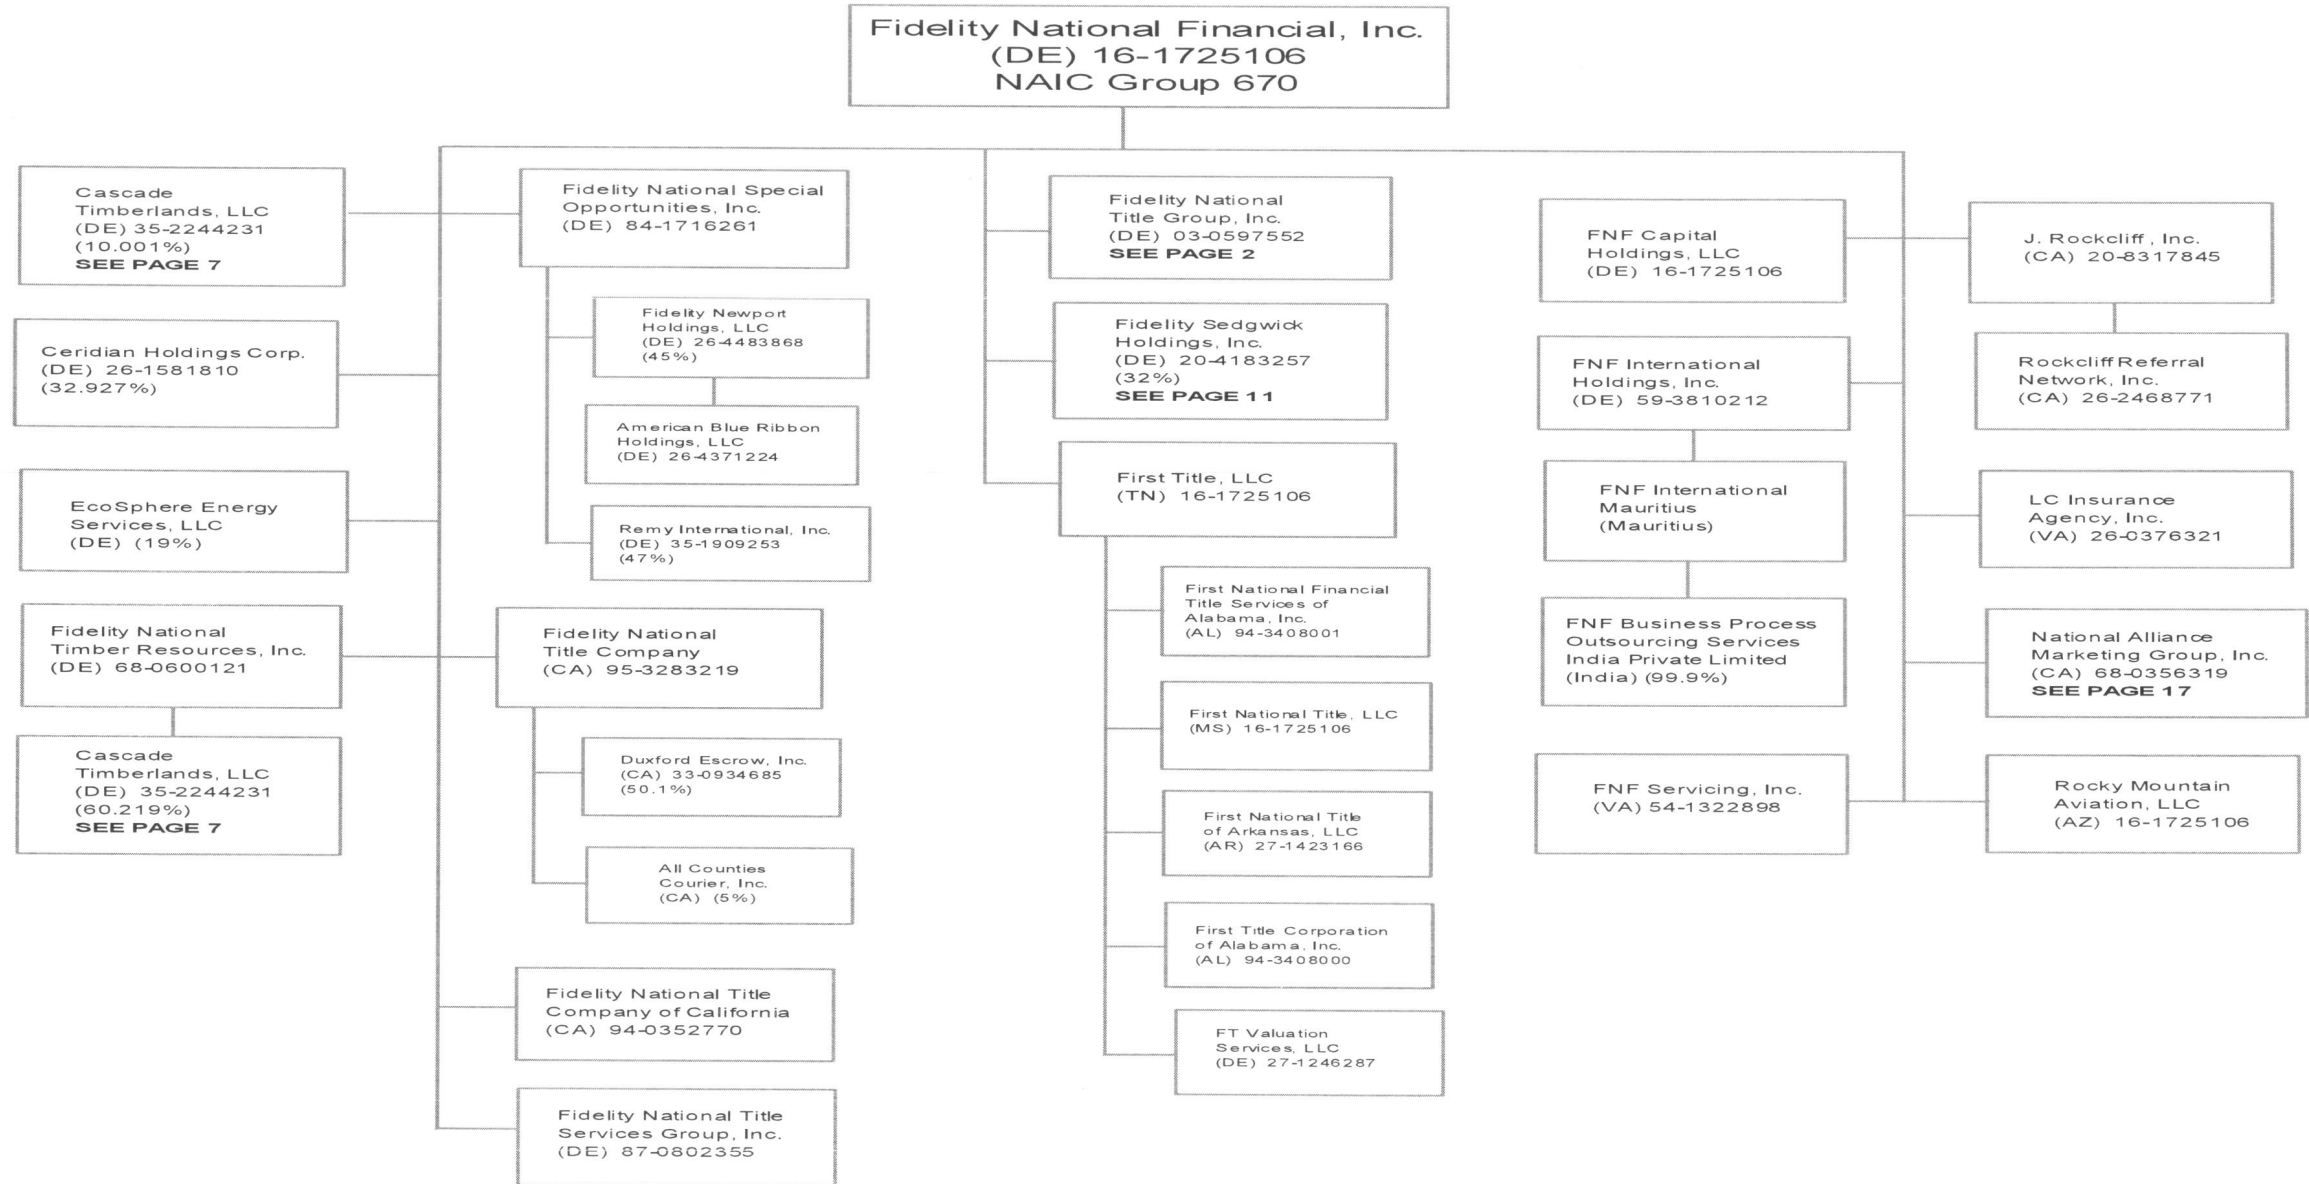 Fidelity National Financial, Inc.
(DE) 16-1725106
NAIC Group 670
Cascade
Timberlands, LLC
(DE) 35-2244231
(10.001%)
SEE PAGE 7
Ceridian Holdings Corp.
(DE) 26-1581810
(32.927%)
EcoSphere Energy
Services, LLC
(DE) (19%)
Fidelity National
Timber Resources, Inc.
(DE) 68-0600121
Cascade
Timberlands, LLC
(DE) 35-2244231
(60.219%)
SEE PAGE 7
Fidelity National Special
Opportunities, Inc.
(DE) 84-1716261
Fidelity Newport
Holdings, LLC
(DE) 26-4483868
(45%)
American Blue Ribbon
Holdings, LLC
(DE) 26-4371224
Remy International, Inc.
(DE) 35-1909253
(47%)
Fidelity National
Title Company
(CA) 95-3283219
Duxford Escrow, Inc.
(CA) 33-0934685
(50.1%)
All Counties
Courier, Inc.
(CA) (5%)
Fidelity National Title
Company of California
(CA) 94-0352770
Fidelity National Title
Services Group, Inc.
(DE) 87-0802355
Fidelity National
Title Group, Inc.
(DE) 03-0597552
SEE PAGE 2
Fidelity Sedgwick
Holdings, Inc.
(DE) 20-4183257
(32%)
SEE PAGE 11
First Title, LLC
(TN) 16-1725106
First National Financial
Title Services of
Alabama, Inc.
(AL) 94-3408001
First National Title, LLC
(MS) 16-1725106
First National Title
of Arkansas, LLC
(AR) 27-1423166
First Title Corporation
of Alabama, Inc.
(AL) 94-3408000
FT Valuation
Services, LLC
(DE) 27-1246287
FNF Capital
Holdings, LLC
(DE) 16-1725106
FNF International
Holdings, Inc.
(DE) 59-3810212
FNF International
Mauritius
(Mauritius)
FNF Business Process
Outsourcing Services
India Private Limited
(India) (99.9%)
FNF Servicing, Inc.
(VA) 54-1322898
J. Rockcliff, Inc.
(CA) 20-8317845
Rockcliff Referral
Network, Inc.
(CA) 26-2468771
LC Insurance
Agency, Inc.
(VA) 26-0376321
National Alliance
Marketing Group, Inc.
(CA) 68-0356319
SEE PAGE 17
Rocky Mountain
Aviation, LLC
(AZ) 16-1725106